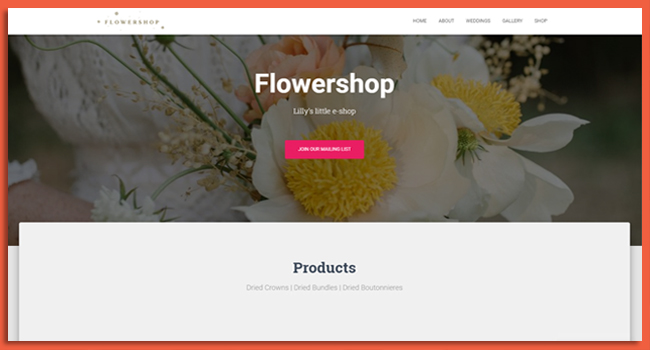 FLOWERSHOP
HOME ABOUT WEDDINGS GALLERY SHOP
Flowershop
Lilly's little e-shop
JOIN OUR MAILING LIST
Products
Dried Crowns | Dried Bundles | Dried Boutonnieres